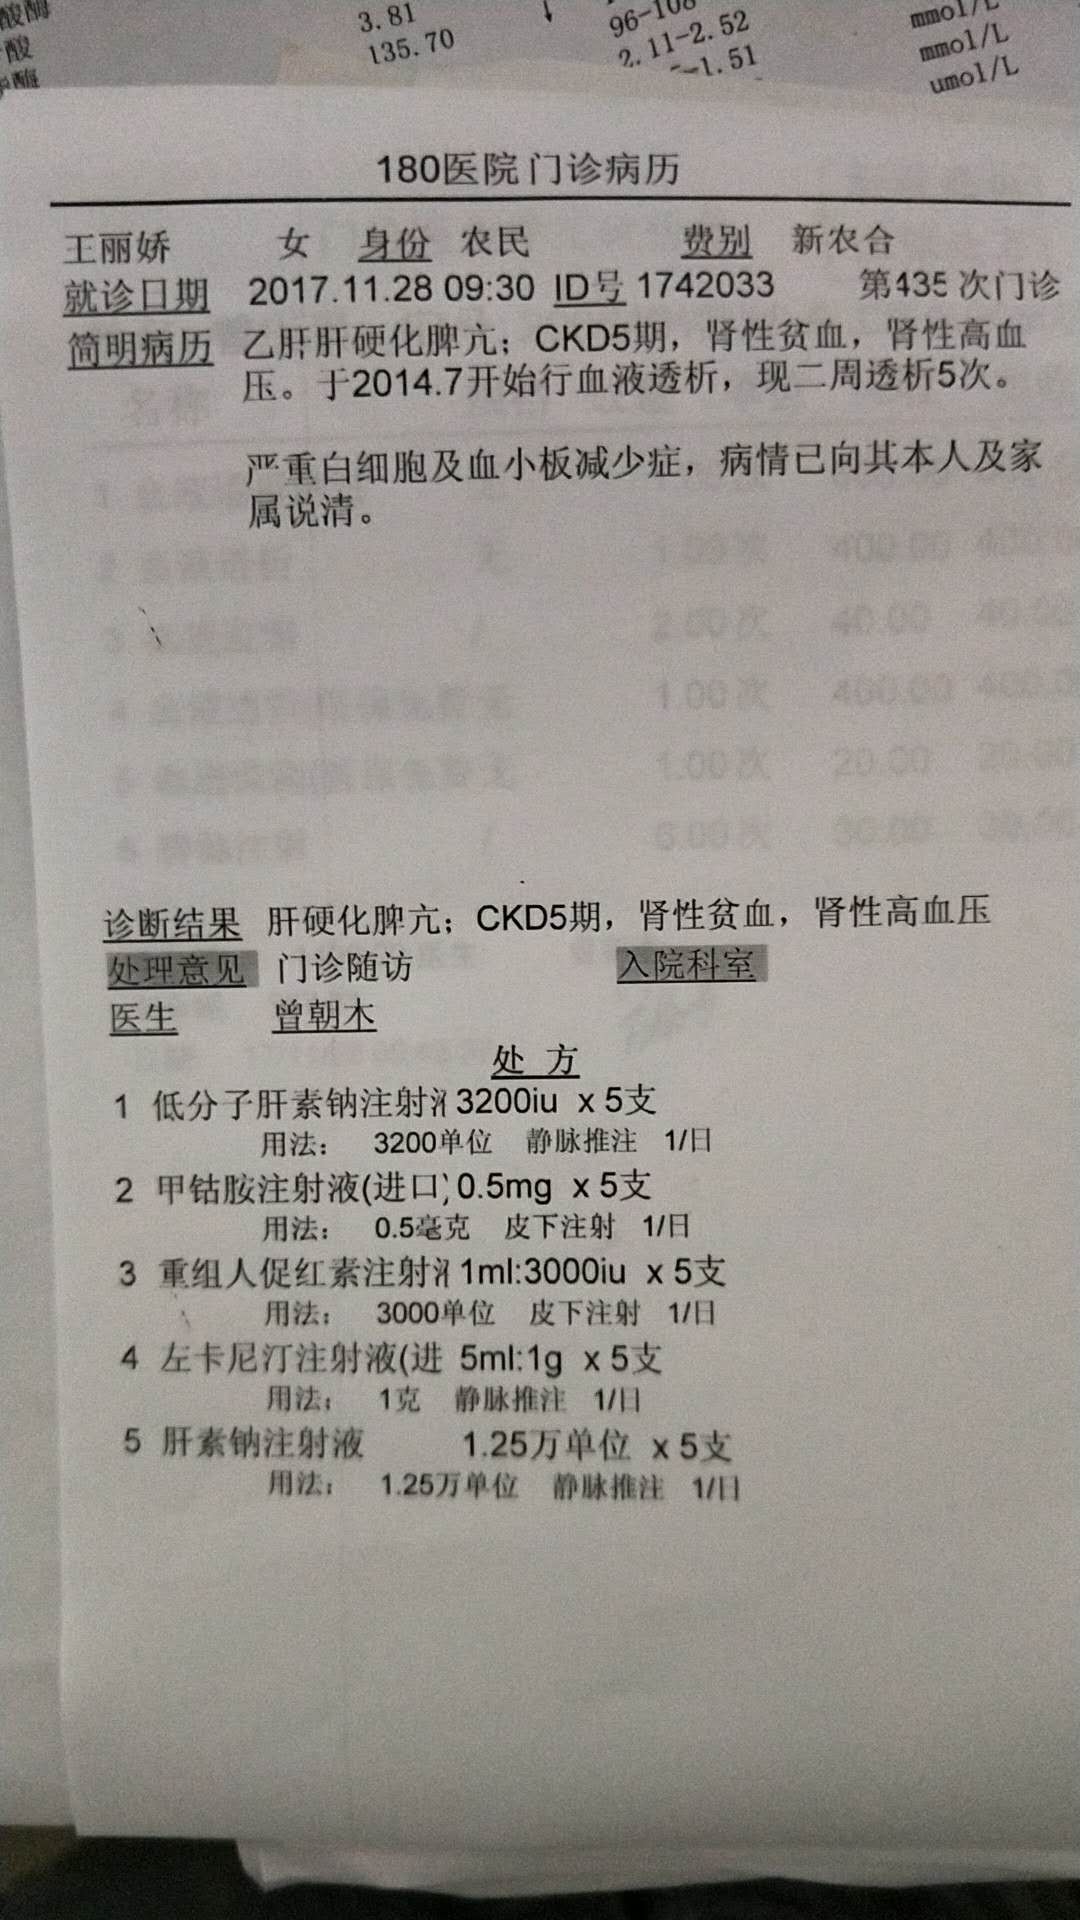 3.81 ↓ mmol/L
135.70 2.11-2.52 mmol/L
-1.51 umol/L
180医院门诊病历
王丽娇 女 身份 农民 费别 新农合
就诊日期 2017.11.28 09:30 ID号 1742033 第435次门诊
简明病历 乙肝肝硬化脾亢；CKD5期，肾性贫血，肾性高血
压。于2014.7开始行血液透析，现二周透析5次。
严重白细胞及血小板减少症，病情已向其本人及家
属说清。
诊断结果 肝硬化脾亢；CKD5期，肾性贫血，肾性高血压
处理意见 门诊随访 入院科室
医生 曾朝木
处 方
1 低分子肝素钠注射 3200iu x 5支
用法： 3200单位 静脉推注 1/日
2 甲钴胺注射液(进口) 0.5mg x 5支
用法： 0.5毫克 皮下注射 1/日
3 重组人促红素注射 1ml:3000iu x 5支
用法： 3000单位 皮下注射 1/日
4 左卡尼汀注射液(进 5ml:1g x 5支
用法： 1克 静脉推注 1/日
5 肝素钠注射液 1.25万单位 x 5支
用法： 1.25万单位 静脉推注 1/日